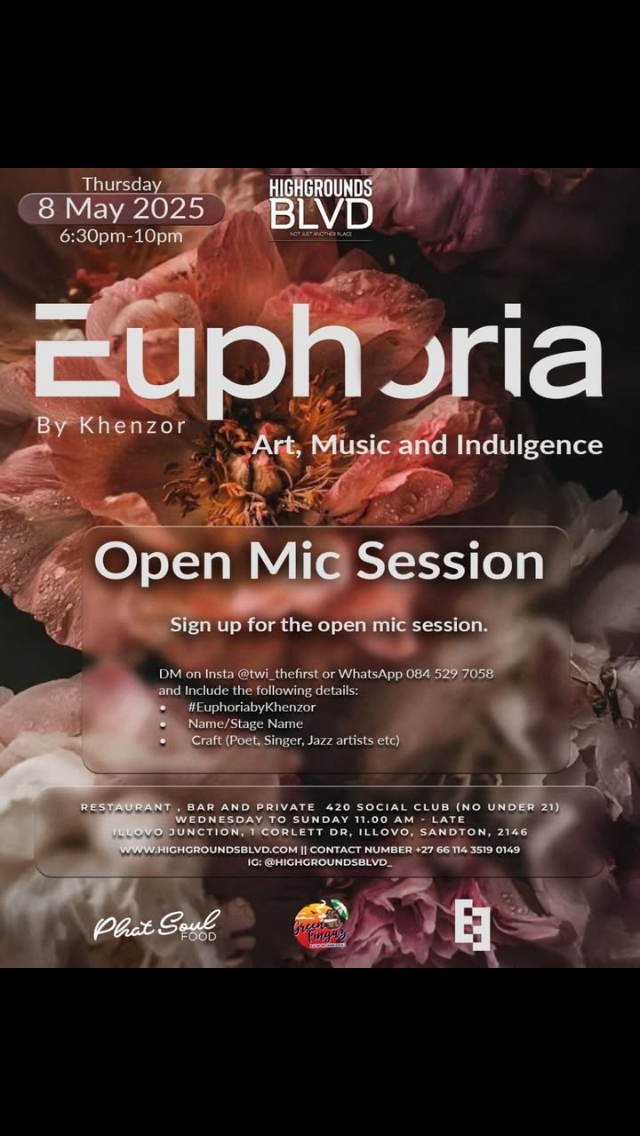 Thursday
8 May 2025
6:30pm-10pm
HIGHGROUNDS
BLVD
NOT JUST ANOTHER PLACE
Euphoria
By Khenzor
Art, Music and Indulgence
Open Mic Session
Sign up for the open mic session.
DM on Insta @twi_thefirst or WhatsApp 084 529 7058
and Include the following details:
• #EuphoriabyKhenzor
• Name/Stage Name
• Craft (Poet, Singer, Jazz artists etc)
RESTAURANT , BAR AND PRIVATE 420 SOCIAL CLUB (NO UNDER 21)
WEDNESDAY TO SUNDAY 11.00 AM - LATE
ILLOVO JUNCTION, 1 CORLETT DR, ILLOVO, SANDTON, 2146
WWW.HIGHGROUNDSBLVD.COM || CONTACT NUMBER +27 66 114 3519 0149
IG: @HIGHGROUNDSBLVD_
Phat Soul
FOOD
Green
Fingaz